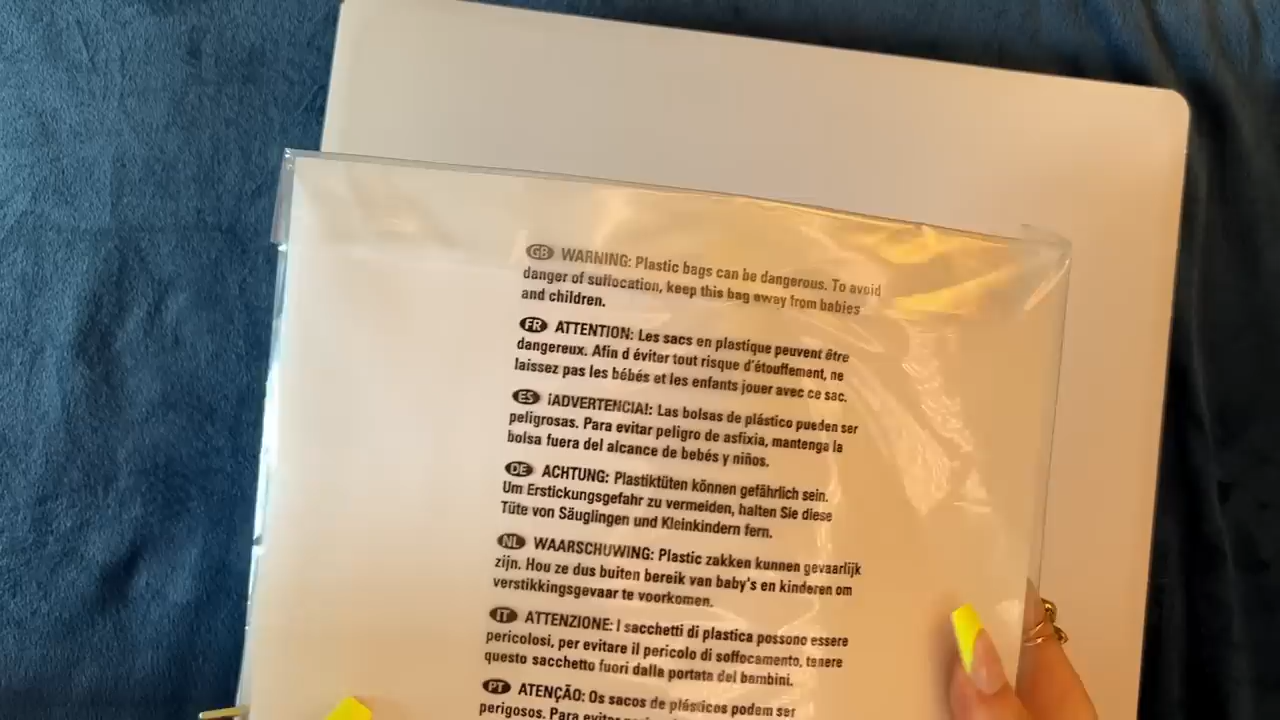 GB WARNING: Plastic bags can be dangerous. To avoid
danger of suffocation, keep this bag away from babies
and children.
FR ATTENTION: Les sacs en plastique peuvent être
dangereux. Afin d éviter tout risque d'étouffement, ne
laissez pas les bébés et les enfants jouer avec ce sac.
ES ¡ADVERTENCIA!: Las bolsas de plástico pueden ser
peligrosas. Para evitar peligro de asfixia, mantenga la
bolsa fuera del alcance de bebés y niños.
DE ACHTUNG: Plastiktüten können gefährlich sein.
Um Erstickungsgefahr zu vermeiden, halten Sie diese
Tüte von Säuglingen und Kleinkindern fern.
NL WAARSCHUWING: Plastic zakken kunnen gevaarlijk
zijn. Hou ze dus buiten bereik van baby's en kinderen om
verstikkingsgevaar te voorkomen.
IT ATTENZIONE: I sacchetti di plastica possono essere
pericolosi, per evitare il pericolo di soffocamento, tenere
questo sacchetto fuori dalla portata dei bambini.
PT ATENÇÃO: Os sacos de plásticos podem ser
perigosos. Para evitar